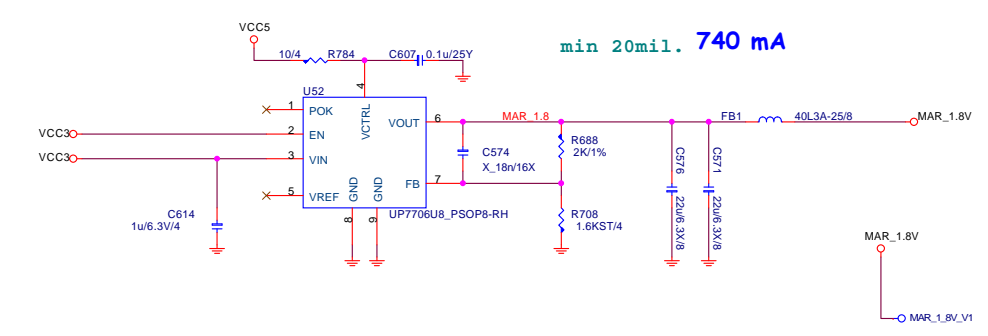 VCC5
min 20mil. 740 mA
10/4 R784 C607 0.1u/25Y
U52
4
1 POK
VCTRL
VOUT 6 MAR_1.8 FB1 40L3A-25/8 MAR_1.8V
VCC3 2 EN
R688
2K/1%
C574
X_18n/16X
VCC3 3 VIN
C576
C571
FB 7
5 VREF
GND
GND
UP7706U8_PSOP8-RH
22u/6.3X/8
22u/6.3X/8
C614
1u/6.3V/4
8
9
R708
1.6KST/4
MAR_1.8V
MAR_1_8V_V1